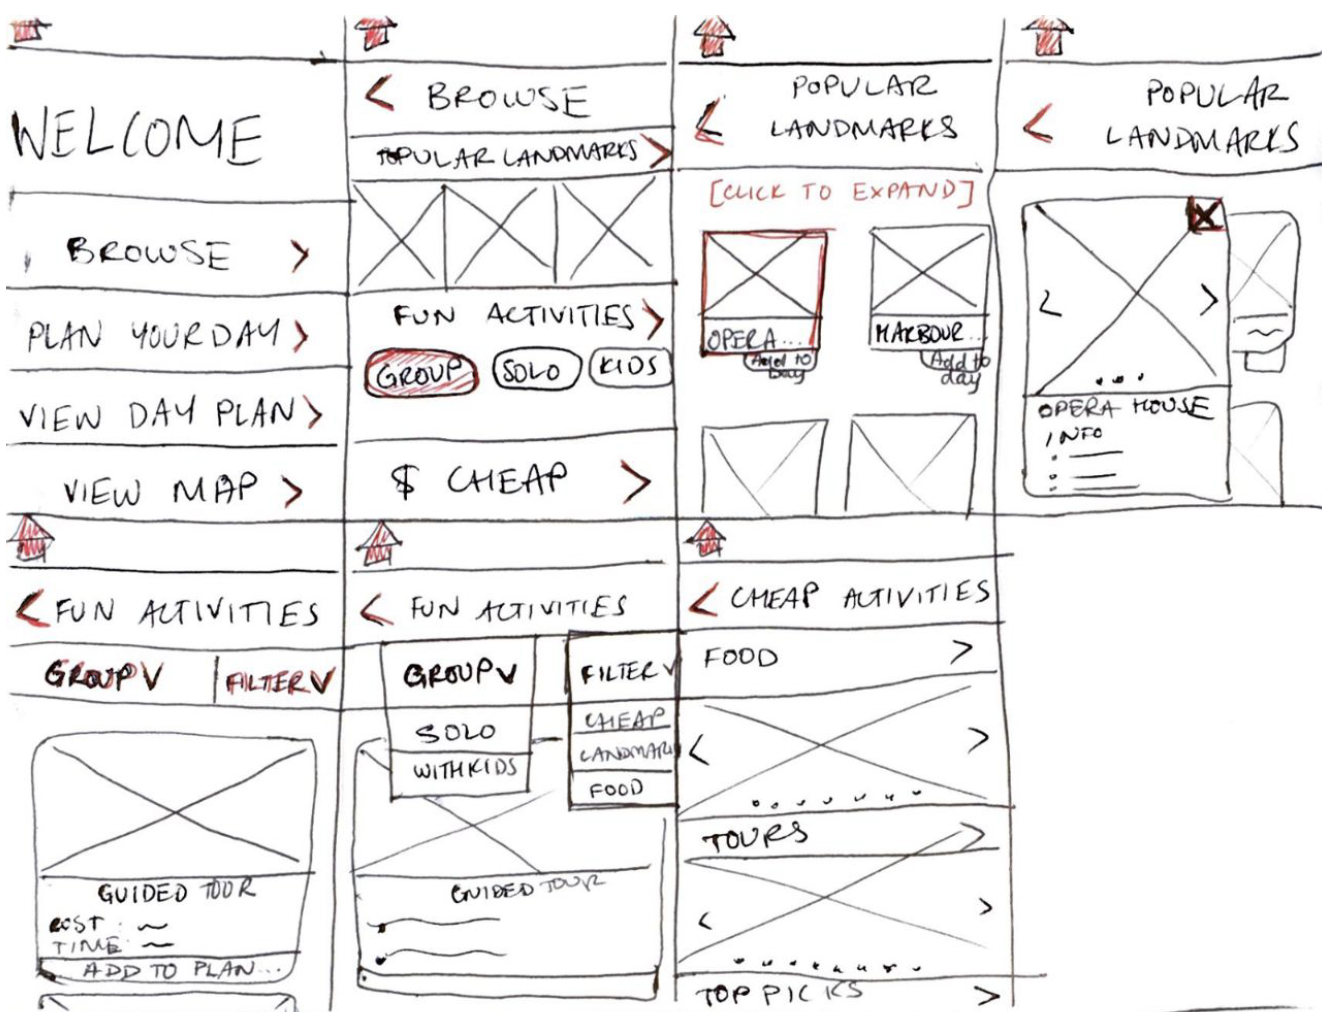 WELCOME
BROWSE >
PLAN YOUR DAY >
VIEW DAY PLAN >
VIEW MAP >
< BROWSE
POPULAR LANDMARKS >
FUN ACTIVITIES >
GROUP SOLO KIDS
$ CHEAP >
POPULAR
< LANDMARKS
[CLICK TO EXPAND]
OPERA... HARBOUR...
Add to Day
Add to day
POPULAR
< LANDMARKS
X
< >
OPERA HOUSE
INFO
< FUN ACTIVITIES
GROUP V FILTER V
GUIDED TOUR
COST:
TIME:
ADD TO PLAN...
< FUN ACTIVITIES
GROUP V
SOLO
WITH KIDS
FILTER V
CHEAP
LANDMARK
FOOD
GUIDED TOUR
< CHEAP ACTIVITIES
FOOD >
< >
TOURS >
< >
TOP PICKS >